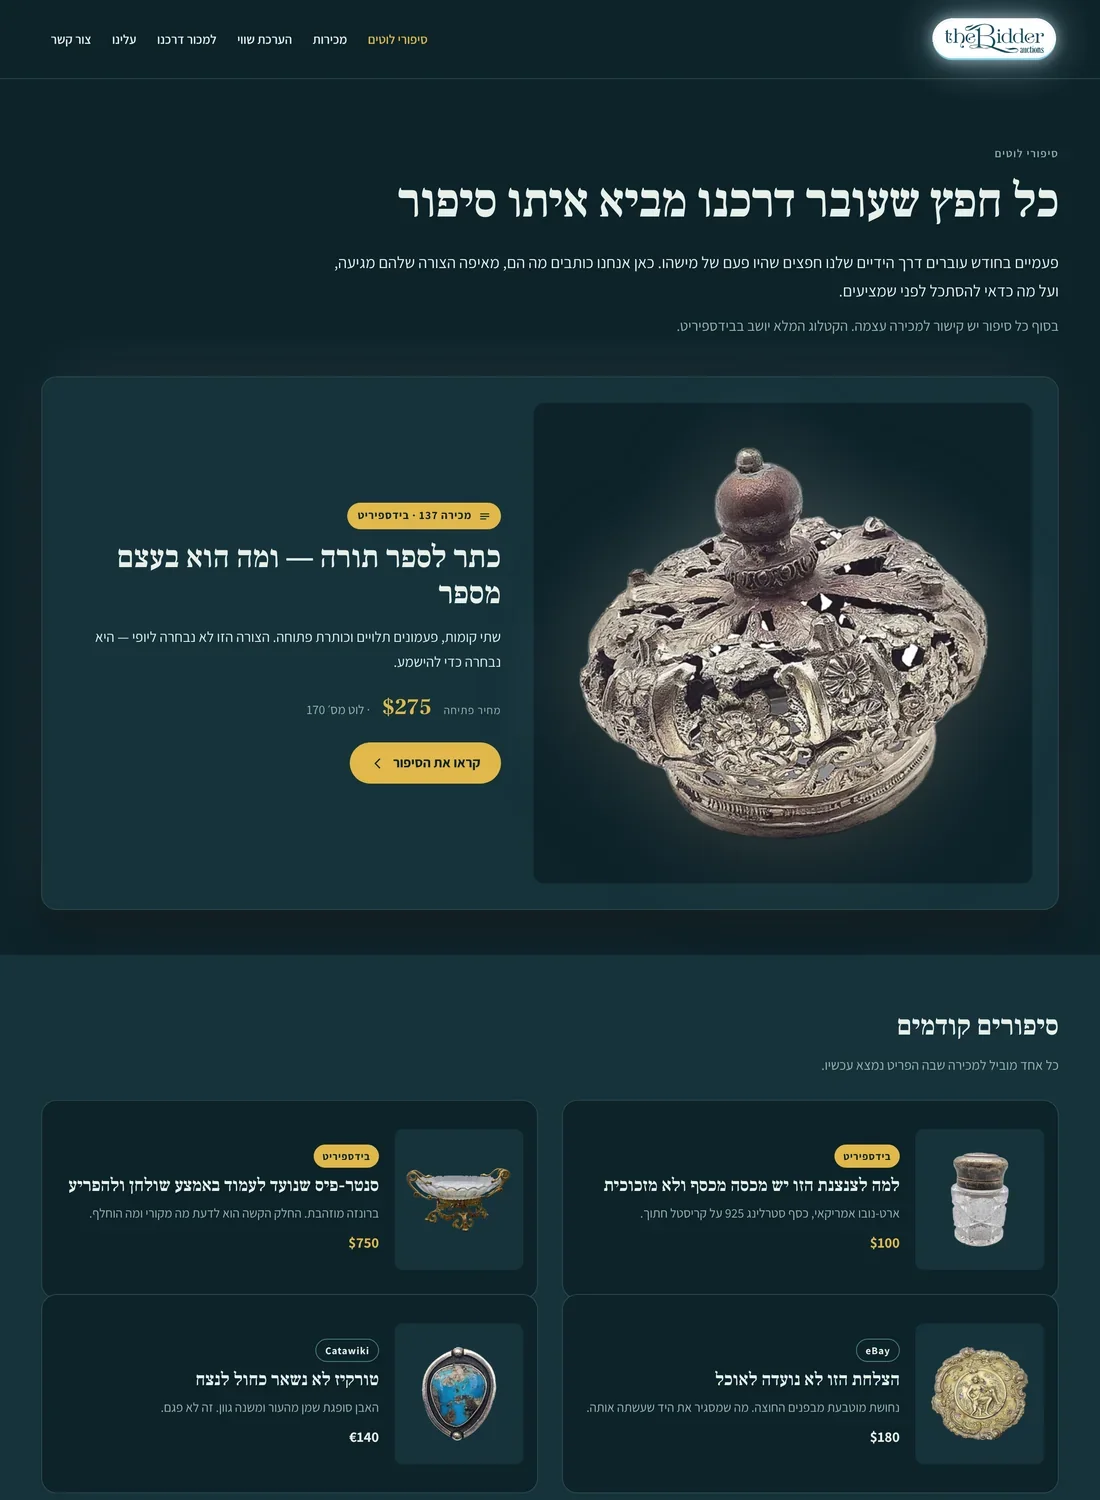 theBidder
auctions
סיפורי לוטים
מכירות
הערכת שווי
למכור דרכנו
עלינו
צור קשר
סיפורי לוטים
כל חפץ שעובר דרכנו מביא איתו סיפור
פעמיים בחודש עוברים דרך הידיים שלנו חפצים שהיו פעם של מישהו. כאן אנחנו כותבים מה הם, מאיפה הצורה שלהם מגיעה,
ועל מה כדאי להסתכל לפני שמציעים.
בסוף כל סיפור יש קישור למכירה עצמה. הקטלוג המלא יושב בבידספיריט.
מכירה 137 · בידספיריט
כתר לספר תורה — ומה הוא בעצם
מספר
שתי קומות, פעמונים תלויים וכותרת פתוחה. הצורה הזו לא נבחרה ליופי — היא
נבחרה כדי להישמע.
מחיר פתיחה $275 · לוט מס׳ 170
קראו את הסיפור
סיפורים קודמים
כל אחד מוביל למכירה שבה הפריט נמצא עכשיו.
בידספיריט
למה לצנצנת הזו יש מכסה מכסף ולא מזכוכית
ארט-נובו אמריקאי, כסף סטרלינג 925 על קריסטל חתוך.
$100
בידספיריט
סנטר-פיס שנועד לעמוד באמצע שולחן ולהפריע
ברונזה מוזהבת. החלק הקשה הוא לדעת מה מקורי ומה הוחלף.
$750
eBay
הצלחת הזו לא נועדה לאוכל
נחושת מוטבעת מבפנים החוצה. מה שמסגיר את היד שעשתה אותה.
$180
Catawiki
טורקיז לא נשאר כחול לנצח
האבן סופגת שמן מהעור ומשנה גוון. זה לא פגם.
€140